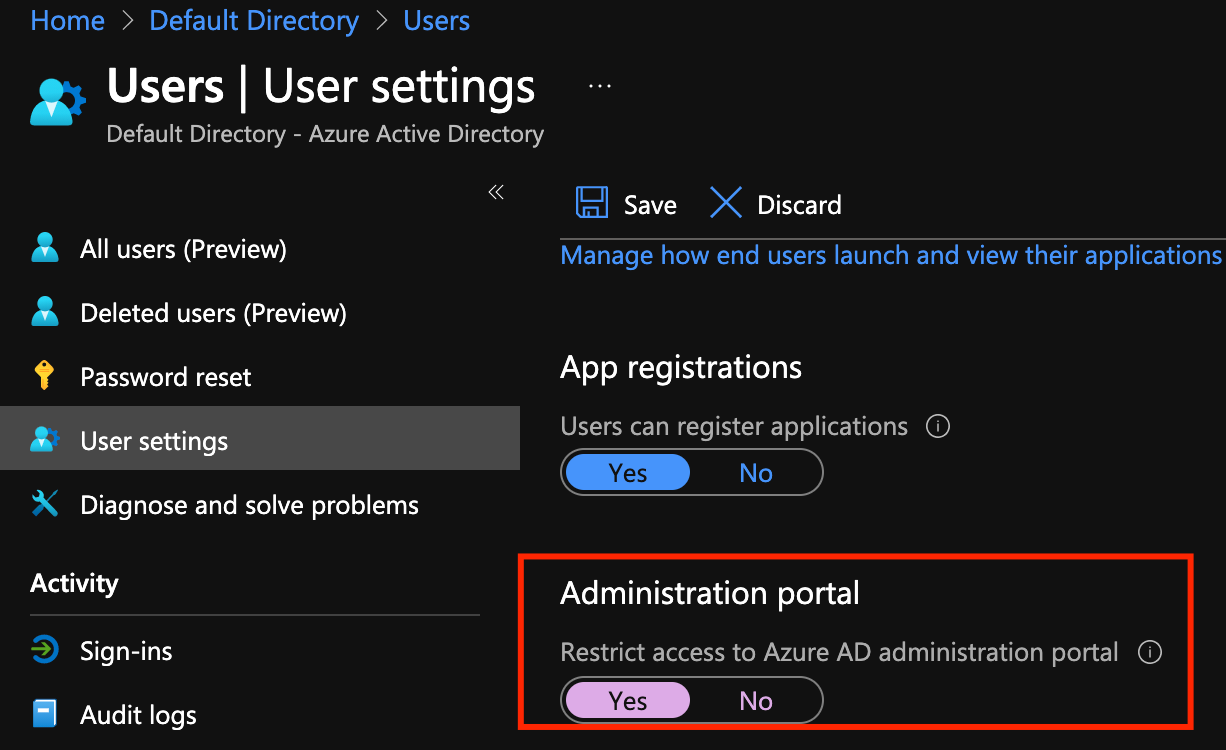 Home > Default Directory > Users
Users | User settings ...
Default Directory - Azure Active Directory
«
Save Discard
Manage how end users launch and view their applications
All users (Preview)
Deleted users (Preview)
Password reset
User settings
Diagnose and solve problems
Activity
Sign-ins
Audit logs
App registrations
Users can register applications
Yes No
Administration portal
Restrict access to Azure AD administration portal
Yes No